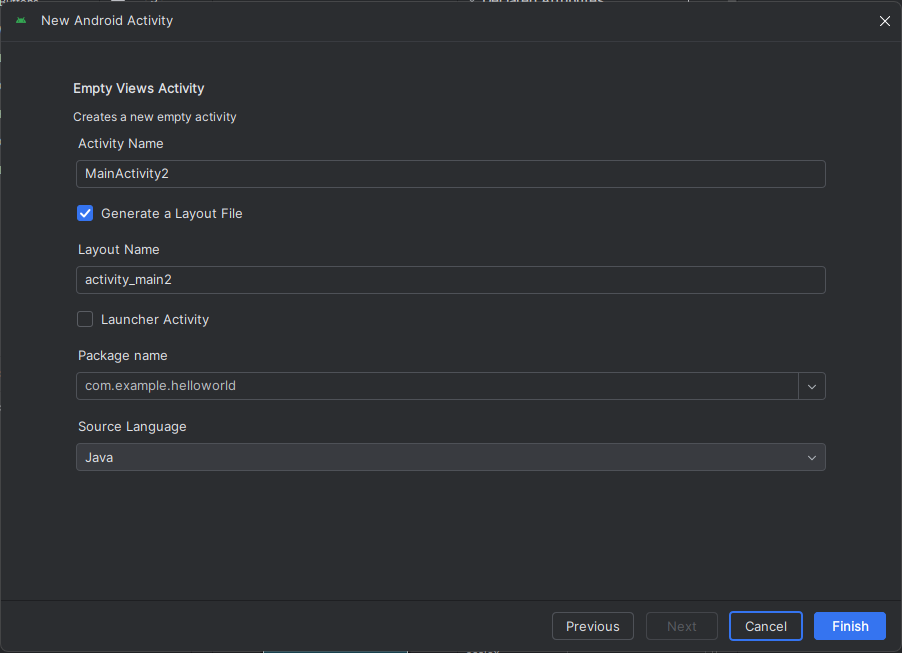 New Android Activity
Empty Views Activity
Creates a new empty activity
Activity Name
MainActivity2
Generate a Layout File
Layout Name
activity_main2
Launcher Activity
Package name
com.example.helloworld
Source Language
Java
Previous
Next
Cancel
Finish